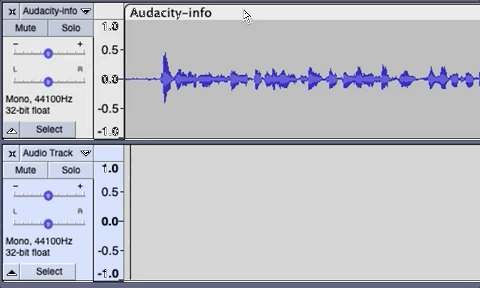 Audacity-info
Audacity-info
Mute Solo
1.0
0.5
- +
0.0
L R
-0.5
Mono, 44100Hz
32-bit float
Select
-1.0
Audio Track
Mute Solo
1.0
0.5
- +
0.0
L R
-0.5
Mono, 44100Hz
32-bit float
Select
-1.0